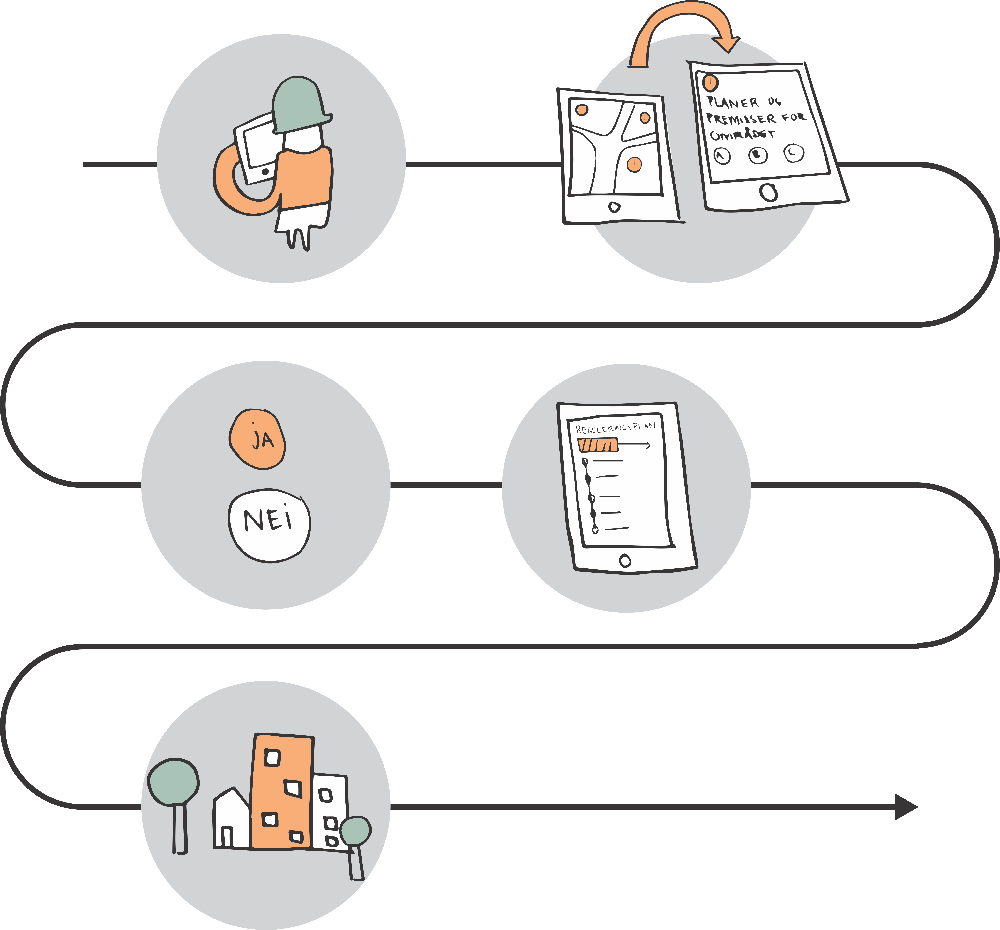 !
!
!
!
PLANER OG
PREMISSER FOR
OMRÅDET
JA
NEI
REGULERINGSPLAN